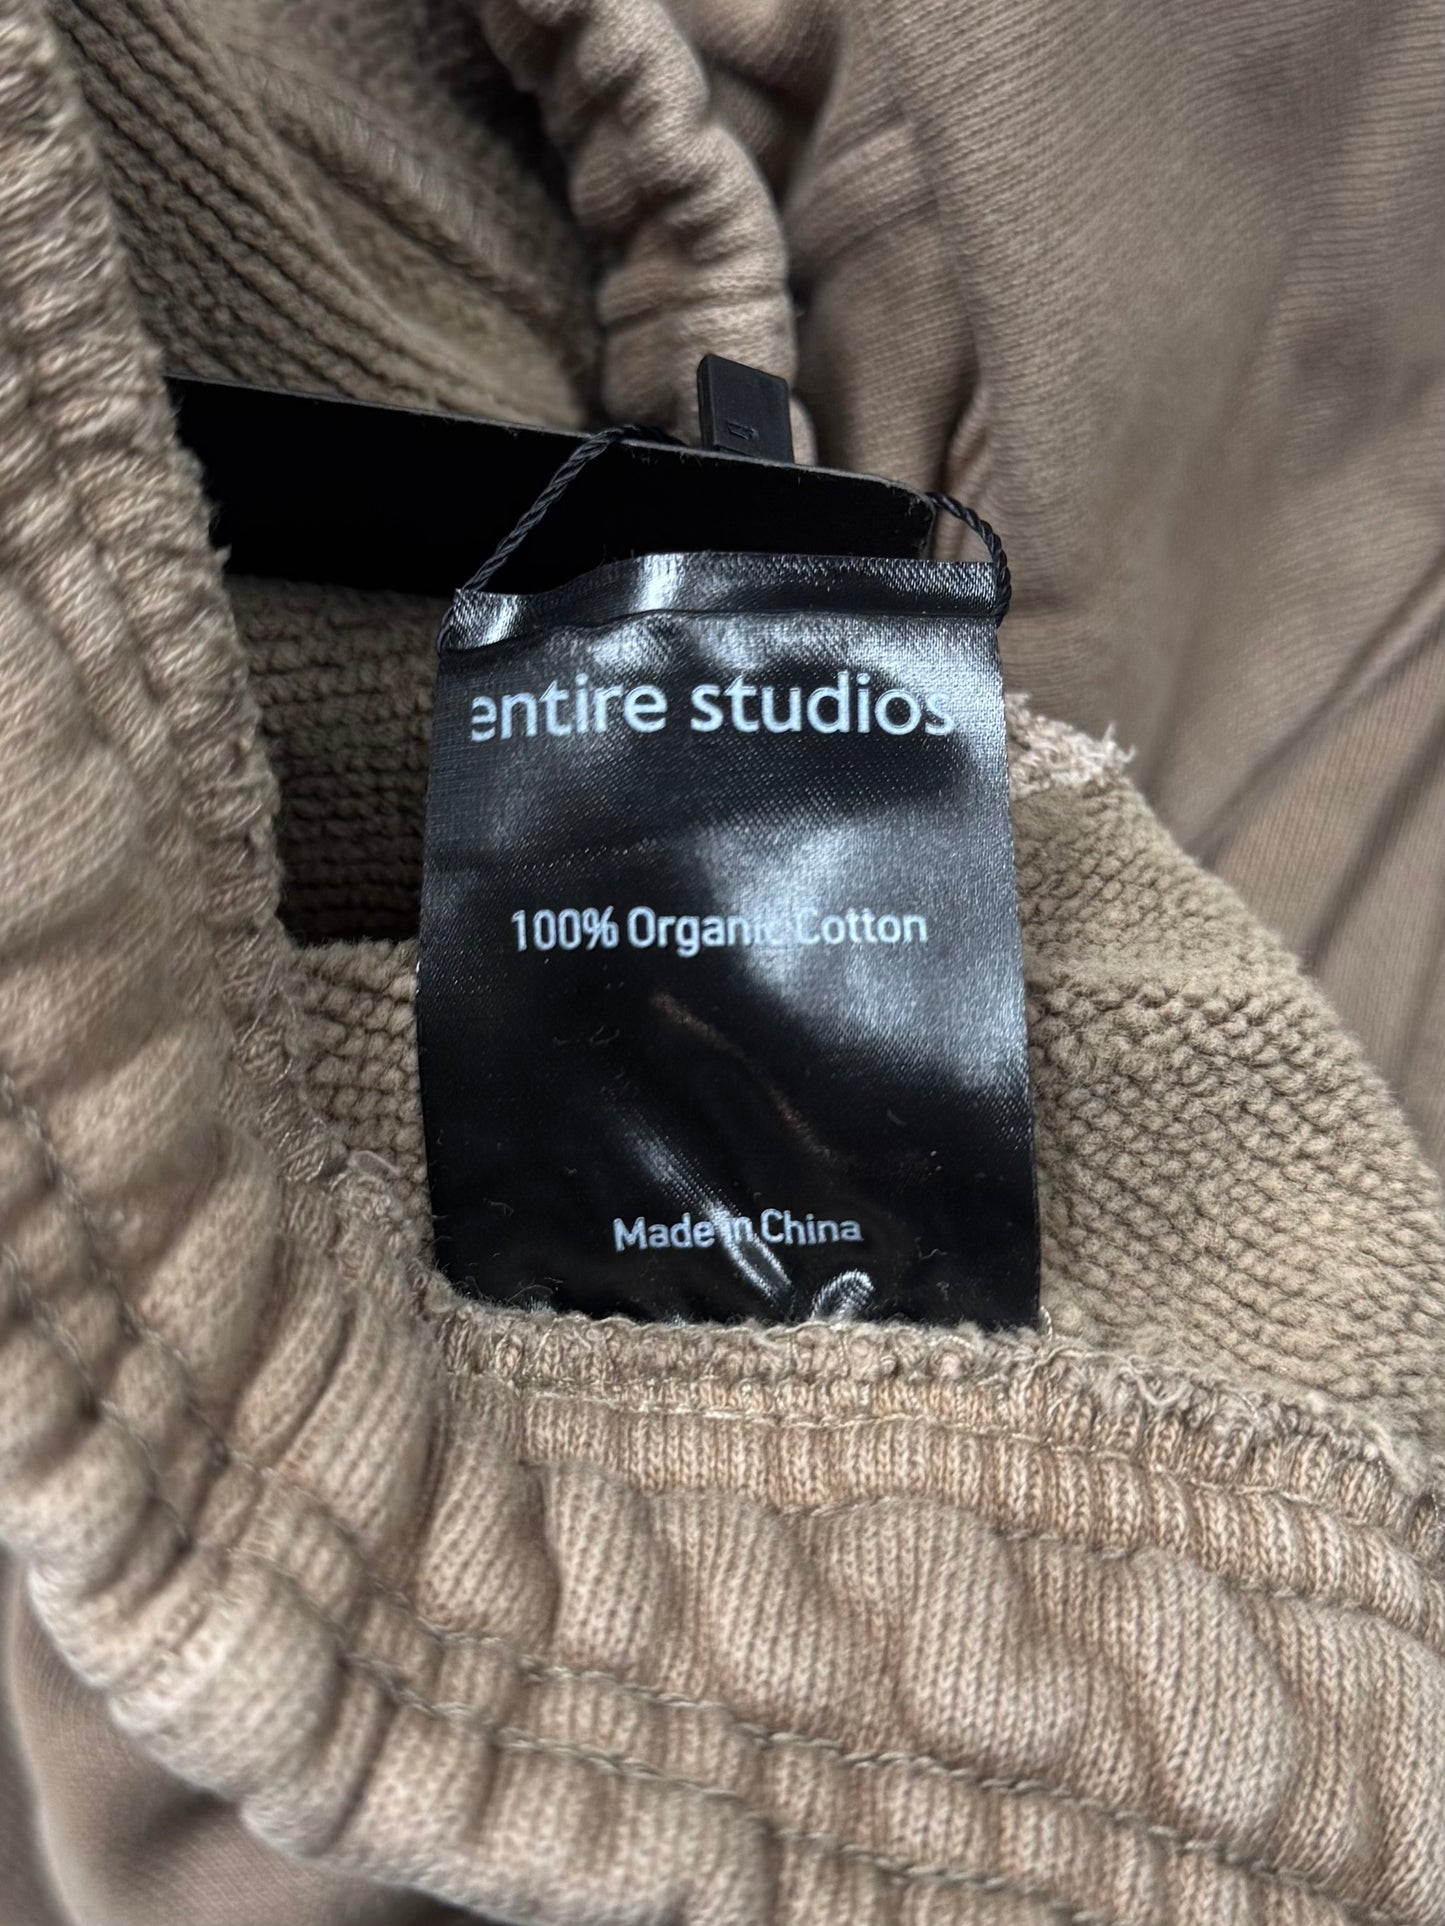 entire studios
100% Organic Cotton
Made in China